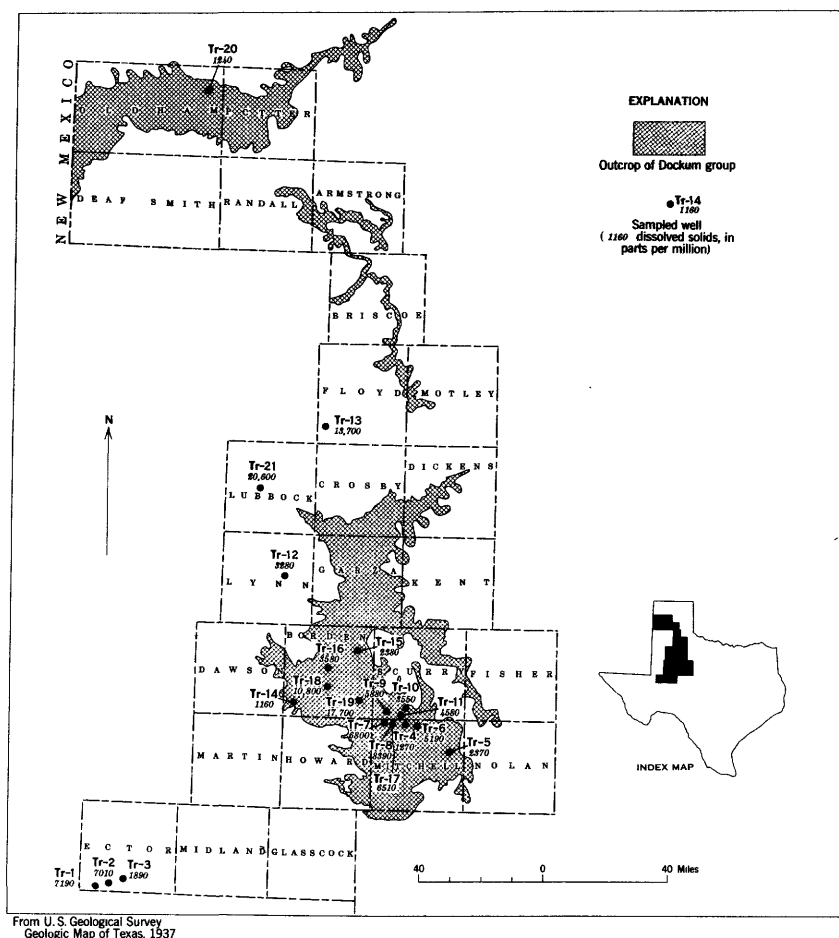 Tr-20
1240
NEW MEXICO
OLDHAM
POTTER
EXPLANATION
Outcrop of Dockum group
Tr-14
1160
Sampled well
( 1160 dissolved solids, in
parts per million)
DEAF SMITH
RANDALL
ARMSTRONG
BRISCOE
FLOYD
MOTLEY
Tr-13
13,700
N
Tr-21
20,600
LUBBOCK
CROSBY
DICKENS
Tr-12
3280
LYNN
GARZA
KENT
BORDEN
Tr-16
3580
Tr-15
2380
DAWSON
SCURRY
FISHER
Tr-18
10,800
Tr-9
Tr-10
Tr-11
4580
Tr-14
1160
Tr-19
17,700
Tr-7
Tr-8
Tr-4
1270
Tr-6
5190
Tr-5
2370
MARTIN
HOWARD
MITCHELL
NOLAN
Tr-17
6510
INDEX MAP
ECTOR
MIDLAND
GLASSCOCK
Tr-1
7190
Tr-2
7010
Tr-3
1890
40 0 40 Miles
From U. S. Geological Survey
Geologic Map of Texas, 1937